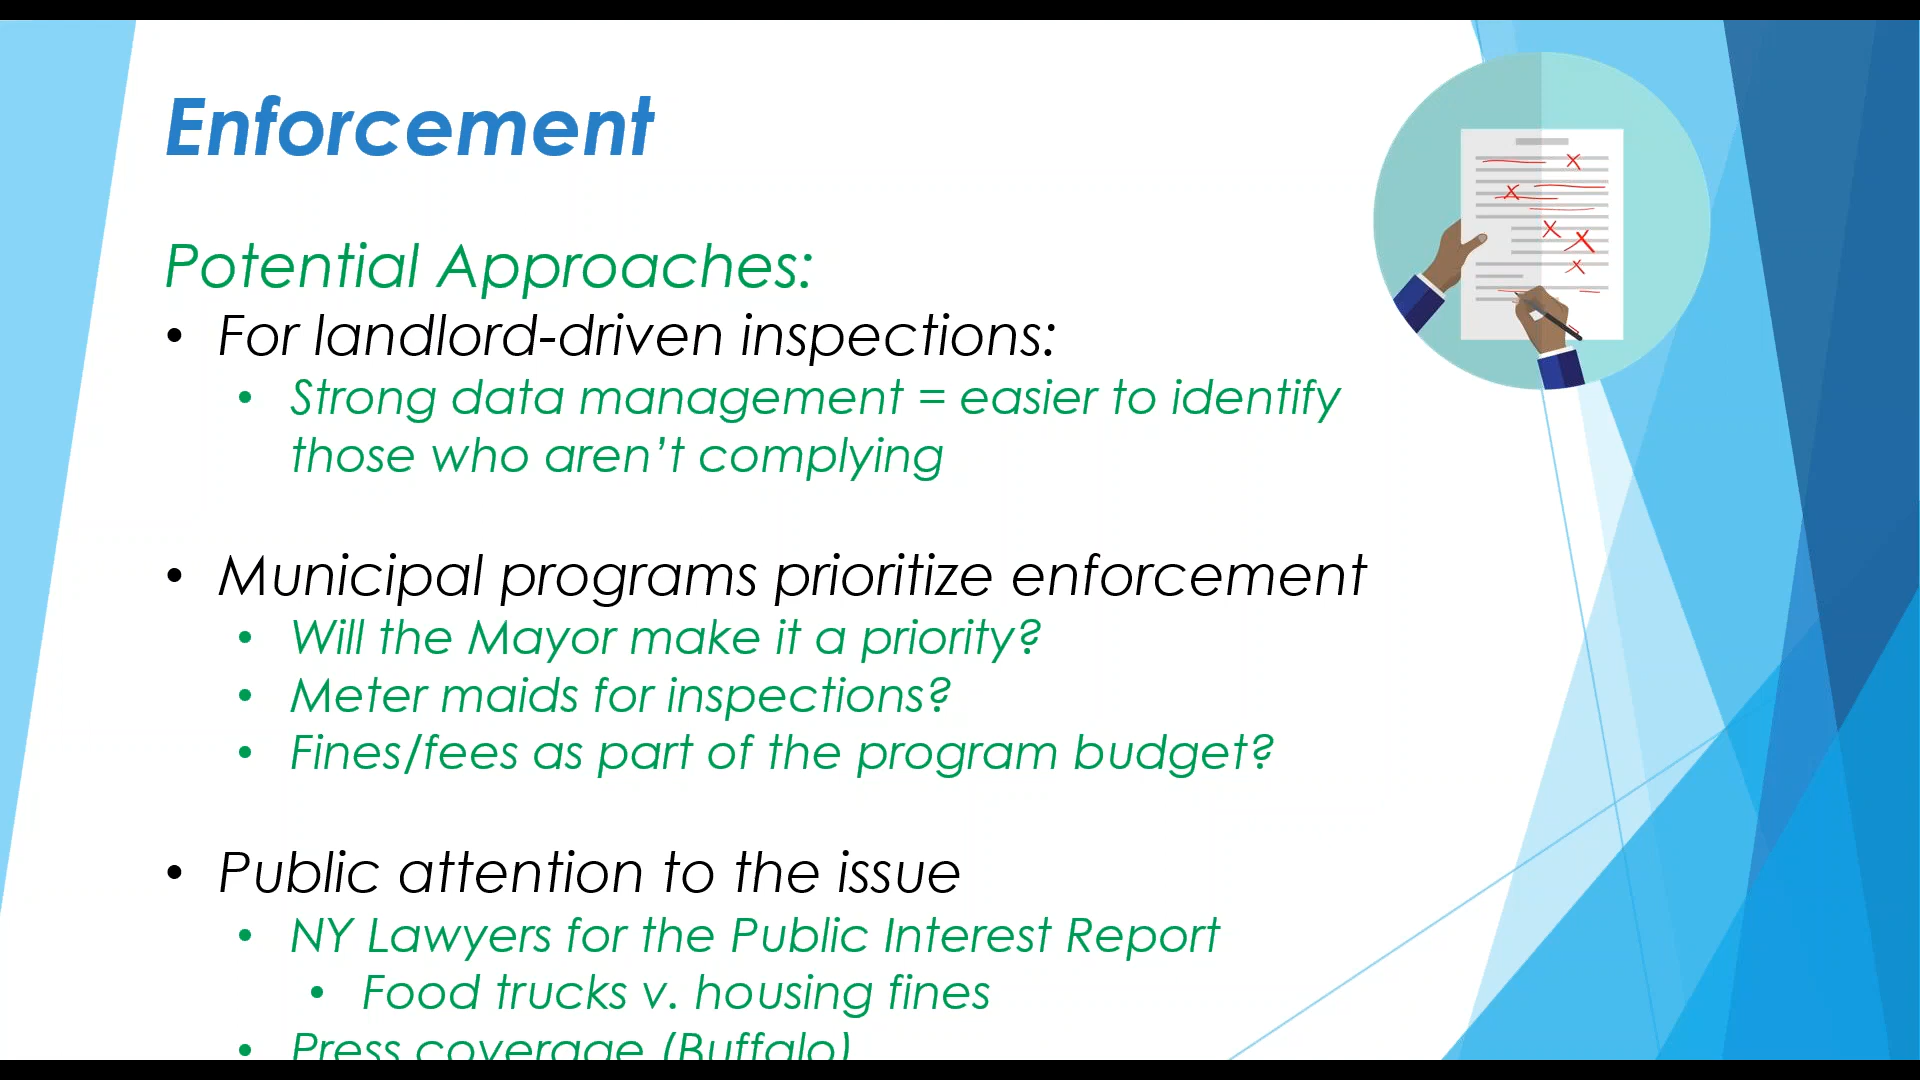 Enforcement
Potential Approaches:
• For landlord-driven inspections:
• Strong data management = easier to identify
those who aren't complying
• Municipal programs prioritize enforcement
• Will the Mayor make it a priority?
• Meter maids for inspections?
• Fines/fees as part of the program budget?
• Public attention to the issue
• NY Lawyers for the Public Interest Report
• Food trucks v. housing fines
• Press coverage (Buffalo)